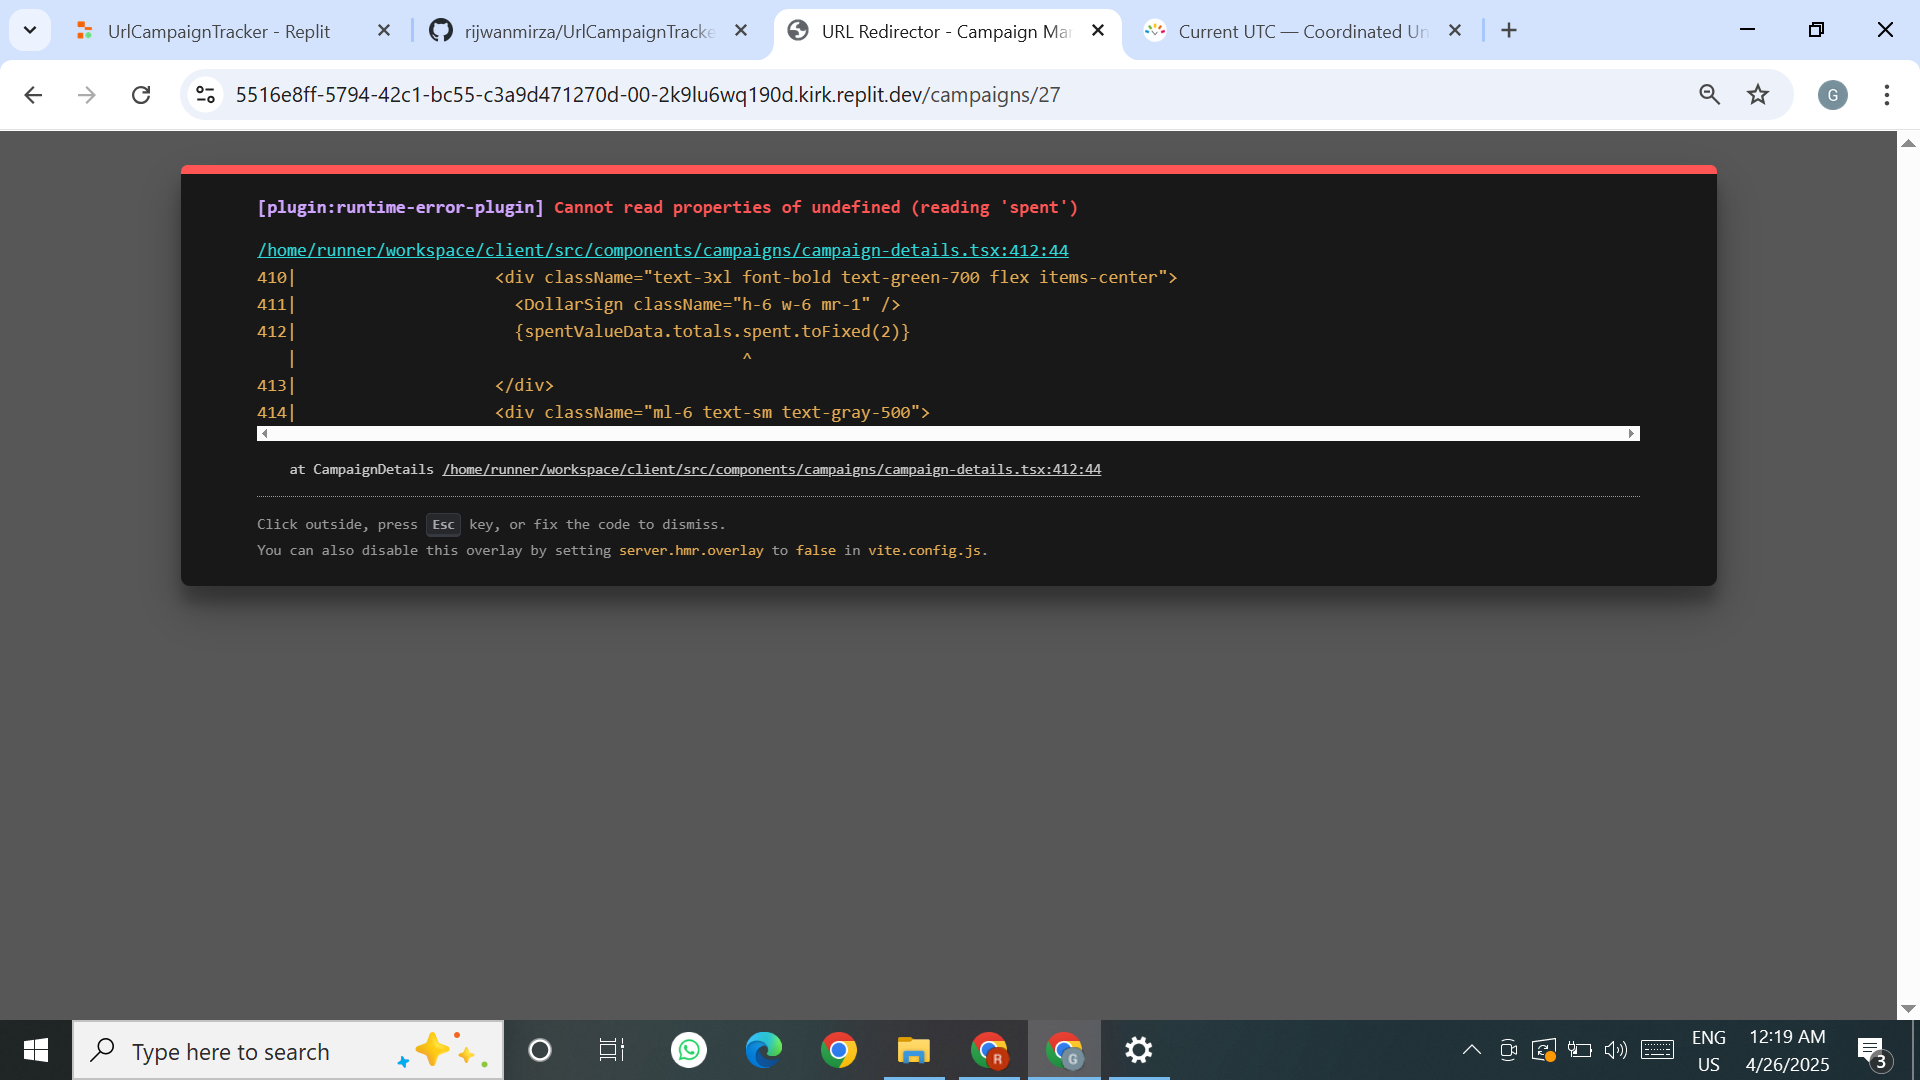 UrlCampaignTracker - Replit
rijwanmirza/UrlCampaignTracke
URL Redirector - Campaign Ma
Current UTC — Coordinated Un
5516e8ff-5794-42c1-bc55-c3a9d471270d-00-2k9lu6wq190d.kirk.replit.dev/campaigns/27
G
[plugin:runtime-error-plugin] Cannot read properties of undefined (reading 'spent')
/home/runner/workspace/client/src/components/campaigns/campaign-details.tsx:412:44
410|                    <div className="text-3xl font-bold text-green-700 flex items-center">
411|                      <DollarSign className="h-6 w-6 mr-1" />
412|                      {spentValueData.totals.spent.toFixed(2)}
   |                                             ^
413|                    </div>
414|                    <div className="ml-6 text-sm text-gray-500">
at CampaignDetails /home/runner/workspace/client/src/components/campaigns/campaign-details.tsx:412:44
Click outside, press Esc key, or fix the code to dismiss.
You can also disable this overlay by setting server.hmr.overlay to false in vite.config.js.
Type here to search
R
G
ENG
US
12:19 AM
4/26/2025
3